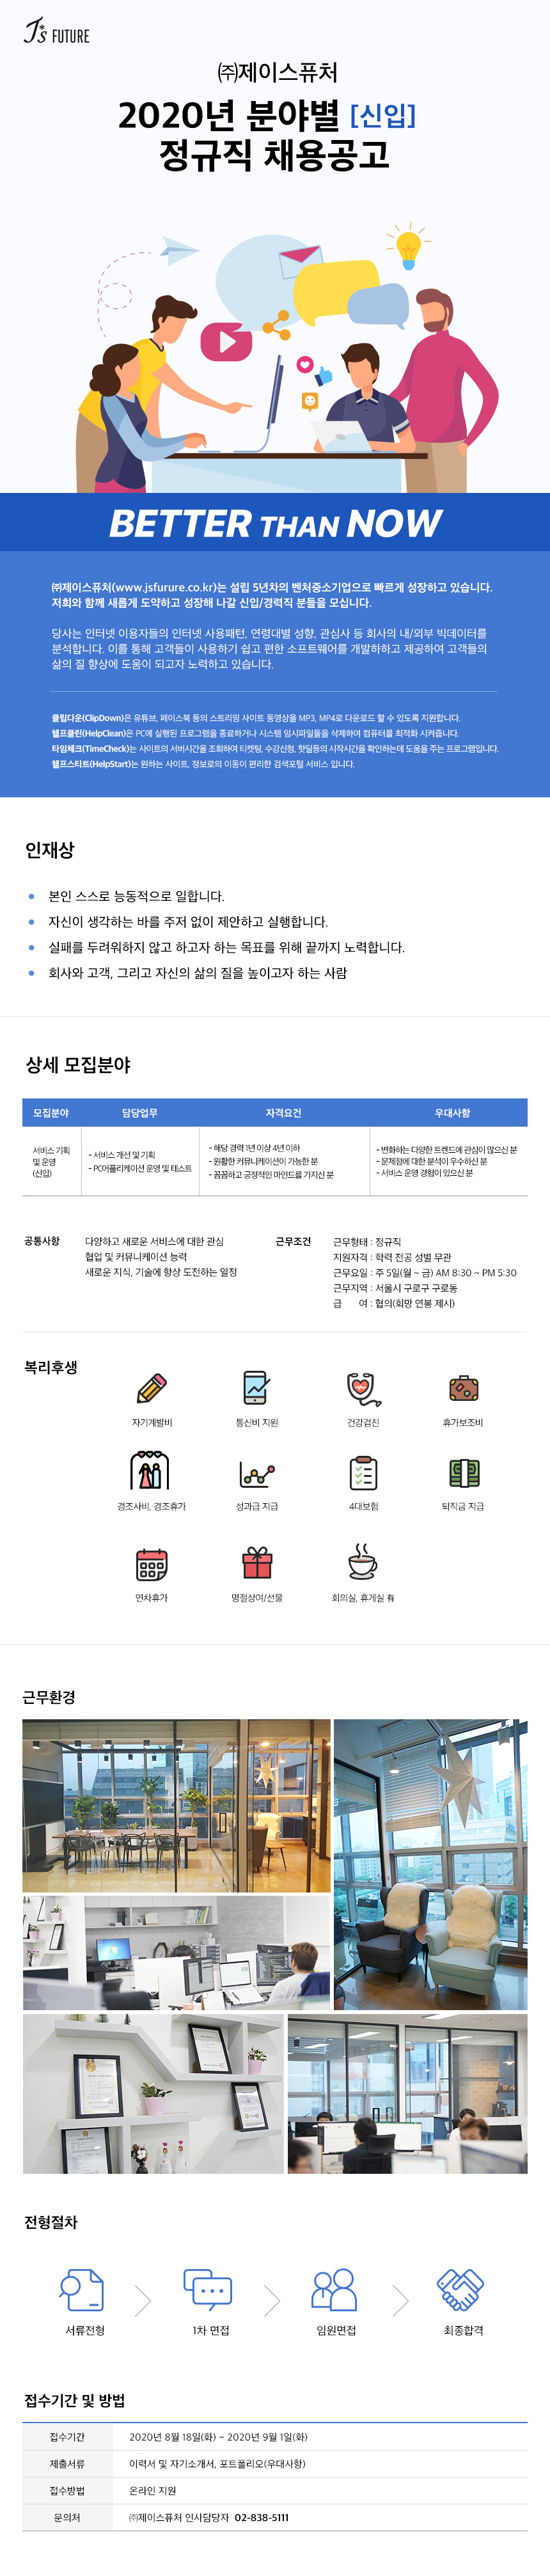 J's FUTURE
㈜제이스퓨처
2020년 분야별 [신입]
정규직 채용공고
BETTER THAN NOW
㈜제이스퓨처(www.jsfurure.co.kr)는 설립 5년차의 벤처중소기업으로 빠르게 성장하고 있습니다.
저희와 함께 새롭게 도약하고 성장해 나갈 신입/경력직 분들을 모십니다.
당사는 인터넷 이용자들의 인터넷 사용패턴, 연령대별 성향, 관심사 등 회사의 내/외부 빅데이터를
분석합니다. 이를 통해 고객들이 사용하기 쉽고 편한 소프트웨어를 개발하하고 제공하여 고객들의
삶의 질 향상에 도움이 되고자 노력하고 있습니다.
클립다운(ClipDown)은 유튜브, 페이스북 등의 스트리밍 사이트 동영상을 MP3, MP4로 다운로드 할 수 있도록 지원합니다.
헬프클린(HelpClean)은 PC에 실행된 프로그램을 종료하거나 시스템 임시파일들을 삭제하여 컴퓨터를 최적화 시켜줍니다.
타임체크(TimeCheck)는 사이트의 서버시간을 조회하여 티켓팅, 수강신청, 핫딜등의 시작시간을 확인하는데 도움을 주는 프로그램입니다.
헬프스타트(HelpStart)는 원하는 사이트, 정보로의 이동이 편리한 검색포털 서비스 입니다.
인재상
본인 스스로 능동적으로 일합니다.
자신이 생각하는 바를 주저 없이 제안하고 실행합니다.
실패를 두려워하지 않고 하고자 하는 목표를 위해 끝까지 노력합니다.
회사와 고객, 그리고 자신의 삶의 질을 높이고자 하는 사람
상세 모집분야
모집분야 담당업무 자격요건 우대사항
서비스 기획
및 운영
(신입)
- 서비스 개선 및 기획
- PC어플리케이션 운영 및 테스트
- 해당 경력 1년 이상 4년 이하
- 원활한 커뮤니케이션이 가능한 분
- 꼼꼼하고 긍정적인 마인드를 가지신 분
- 변화하는 다양한 트렌드에 관심이 많으신 분
- 문제점에 대한 분석이 우수하신 분
- 서비스 운영 경험이 있으신 분
공통사항
다양하고 새로운 서비스에 대한 관심
협업 및 커뮤니케이션 능력
새로운 지식, 기술에 항상 도전하는 일정
근무조건
근무형태 : 정규직
지원자격 : 학력 전공 성별 무관
근무요일 : 주 5일(월 ~ 금) AM 8:30 ~ PM 5:30
근무지역 : 서울시 구로구 구로동
급 여 : 협의(희망 연봉 제시)
복리후생
자기계발비 통신비 지원 건강검진 휴가보조비
경조사비, 경조휴가 성과급 지급 4대보험 퇴직금 지급
연차휴가 명절상여/선물 회의실, 휴게실 有
근무환경
전형절차
서류전형 1차 면접 임원면접 최종합격
접수기간 및 방법
접수기간 2020년 8월 18일(화) ~ 2020년 9월 1일(화)
제출서류 이력서 및 자기소개서, 포트폴리오(우대사항)
접수방법 온라인 지원
문의처 ㈜제이스퓨처 인사담당자 02-838-5111